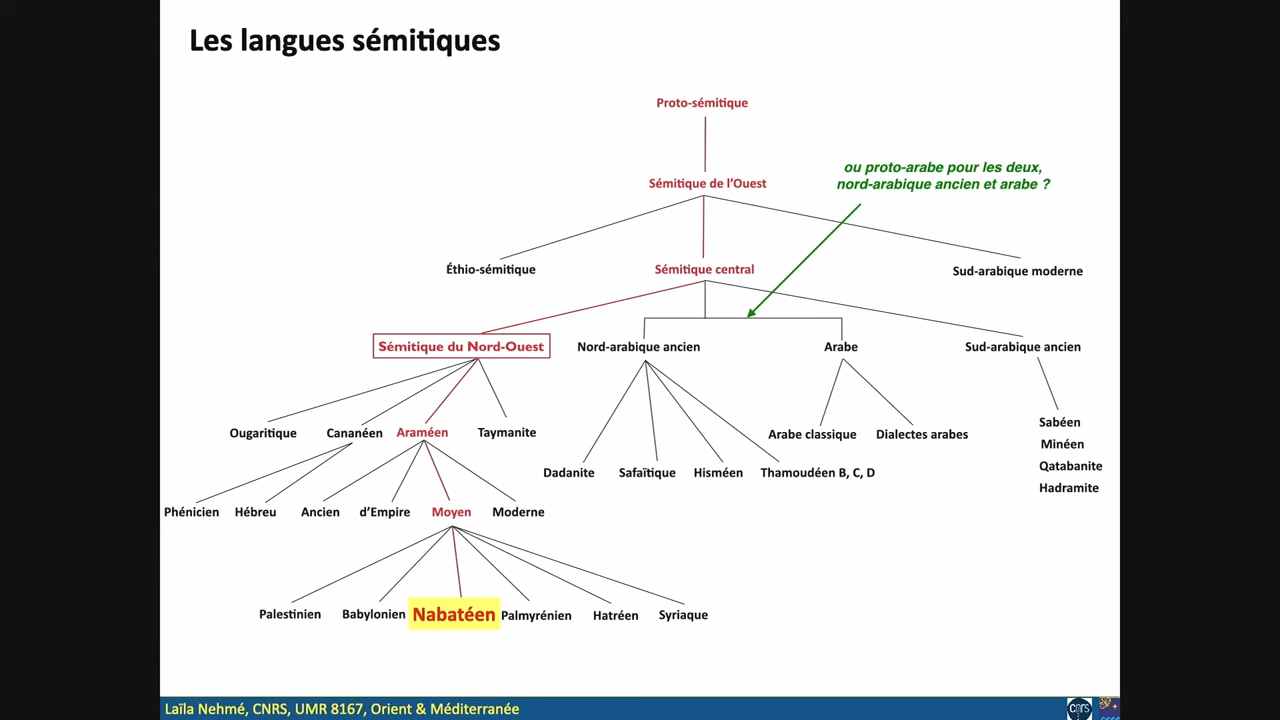 Les langues sémitiques
Proto-sémitique
ou proto-arabe pour les deux,
nord-arabique ancien et arabe ?
Sémitique de l’Ouest
Éthio-sémitique
Sémitique central
Sud-arabique moderne
Sémitique du Nord-Ouest
Nord-arabique ancien
Arabe
Sud-arabique ancien
Ougaritique
Cananéen
Araméen
Taymanite
Arabe classique
Dialectes arabes
Sabéen
Minéen
Qatabanite
Hadramite
Dadanite
Safaïtique
Hisméen
Thamoudéen B, C, D
Phénicien
Hébreu
Ancien
d’Empire
Moyen
Moderne
Palestinien
Babylonien
Nabatéen
Palmyrénien
Hatréen
Syriaque
Laïla Nehmé, CNRS, UMR 8167, Orient & Méditerranée
cnrs